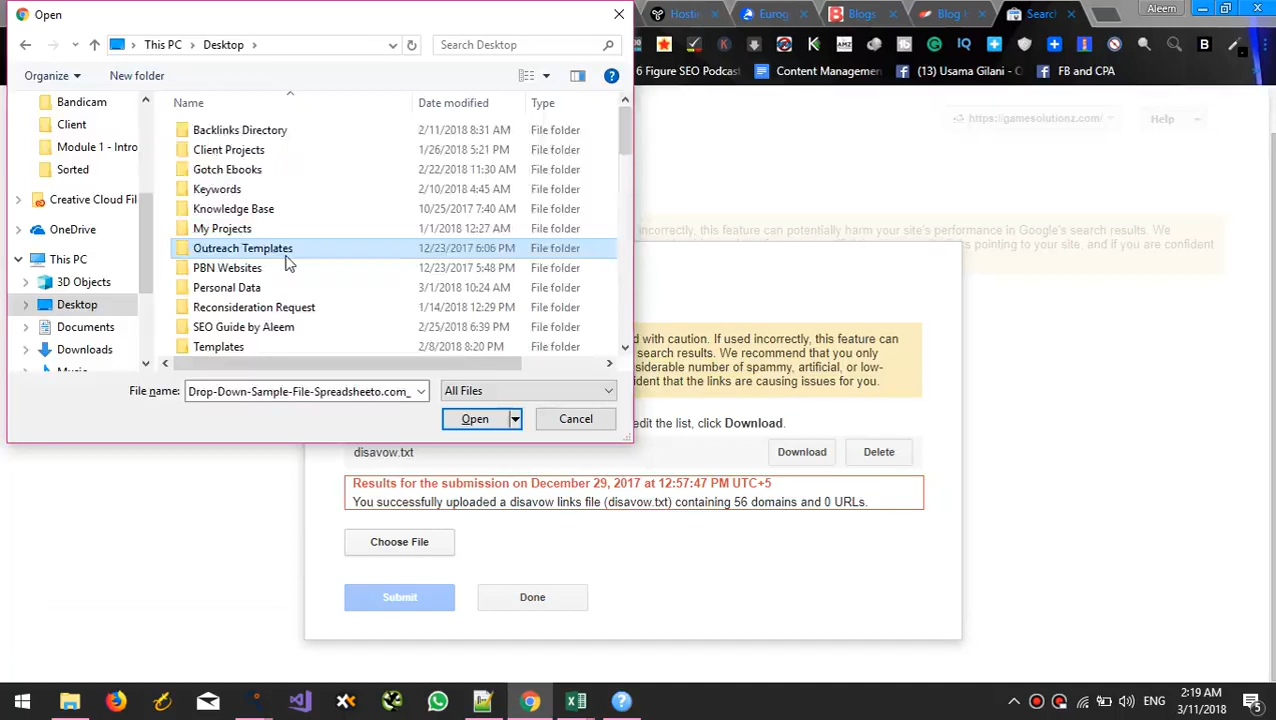 Open
Hostin
Eurog
Blogs
Blog
Search
Aleem
This PC
Desktop
Search Desktop
Organize
New folder
6 Figure SEO Podcast
Content Managemen
(13) Usama Gilani - O
FB and CPA
Name
Date modified
Type
Bandicam
Client
Module 1 - Intro
Sorted
Creative Cloud Fil
OneDrive
This PC
3D Objects
Desktop
Documents
Downloads
Backlinks Directory 2/11/2018 8:31 AM File folder
Client Projects 1/26/2018 5:21 PM File folder
Gotch Ebooks 2/22/2018 11:30 AM File folder
Keywords 2/10/2018 4:45 AM File folder
Knowledge Base 10/25/2017 7:40 AM File folder
My Projects 1/1/2018 12:27 AM File folder
Outreach Templates 12/23/2017 6:06 PM File folder
PBN Websites 12/23/2017 5:48 PM File folder
Personal Data 3/1/2018 10:24 AM File folder
Reconsideration Request 1/14/2018 12:29 PM File folder
SEO Guide by Aleem 2/25/2018 6:39 PM File folder
Templates 2/8/2018 8:20 PM File folder
File name: Drop-Down-Sample-File-Spreadsheeto.com_ All Files
Open
Cancel
https://gamesolutionz.com/
Help
incorrectly, this feature can potentially harm your site's performance in Google's search results. We
s pointing to your site, and if you are confident
d with caution. If used incorrectly, this feature can
search results. We recommend that you only
siderable number of spammy, artificial, or low-
ident that the links are causing issues for you.
edit the list, click Download.
disavow.txt
Download
Delete
Results for the submission on December 29, 2017 at 12:57:47 PM UTC+5
You successfully uploaded a disavow links file (disavow.txt) containing 56 domains and 0 URLs.
Choose File
Submit
Done
ENG
2:19 AM
3/11/2018
5